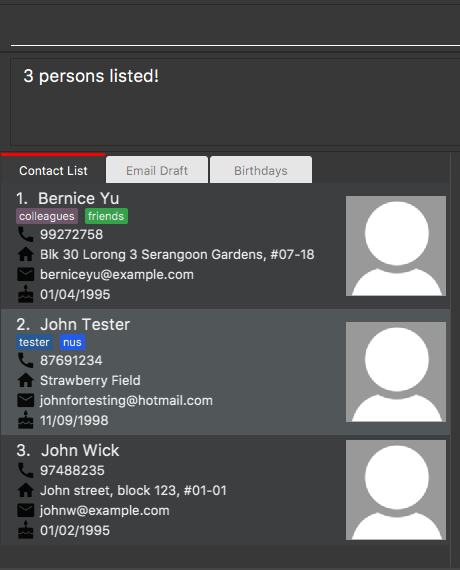 3 persons listed!
Contact List Email Draft Birthdays
1. Bernice Yu
colleagues friends
99272758
Blk 30 Lorong 3 Serangoon Gardens, #07-18
berniceyu@example.com
01/04/1995
2. John Tester
tester nus
87691234
Strawberry Field
johnfortesting@hotmail.com
11/09/1998
3. John Wick
97488235
John street, block 123, #01-01
johnw@example.com
01/02/1995